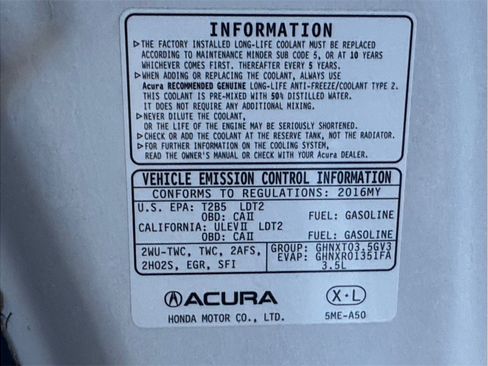 INFORMATION
▷THE FACTORY INSTALLED LONG-LIFE COOLANT MUST BE REPLACED
ACCORDING TO MAINTENANCE MINDER SUB CODE 5, OR AT 10 YEARS
WHICHEVER COMES FIRST. THEREAFTER EVERY 5 YEARS.
▷WHEN ADDING OR REPLACING THE COOLANT, ALWAYS USE
Acura RECOMMENDED GENUINE LONG-LIFE ANTI-FREEZE/COOLANT TYPE 2.
THIS COOLANT IS PRE-MIXED WITH 50% DISTILLED WATER.
IT DOES NOT REQUIRE ANY ADDITIONAL MIXING.
▷NEVER DILUTE THE COOLANT,
OR THE LIFE OF THE ENGINE MAY BE SERIOUSLY SHORTENED.
▷CHECK OR ADD THE COOLANT AT THE RESERVE TANK, NOT THE RADIATOR.
▷FOR FURTHER INFORMATION ON THE COOLING SYSTEM,
READ THE OWNER'S MANUAL OR CHECK WITH YOUR Acura DEALER.
VEHICLE EMISSION CONTROL INFORMATION
CONFORMS TO REGULATIONS: 2016MY
U.S. EPA: T2B5 LDT2
OBD: CAⅡ FUEL: GASOLINE
CALIFORNIA: ULEVⅡ LDT2
OBD: CAⅡ FUEL: GASOLINE
2WU-TWC, TWC, 2AFS, GROUP: GHNXT03.5GV3
2HO2S, EGR, SFI EVAP: GHNXR0135IFA
3.5L
ACURA X·L
HONDA MOTOR CO., LTD. 5ME-A50